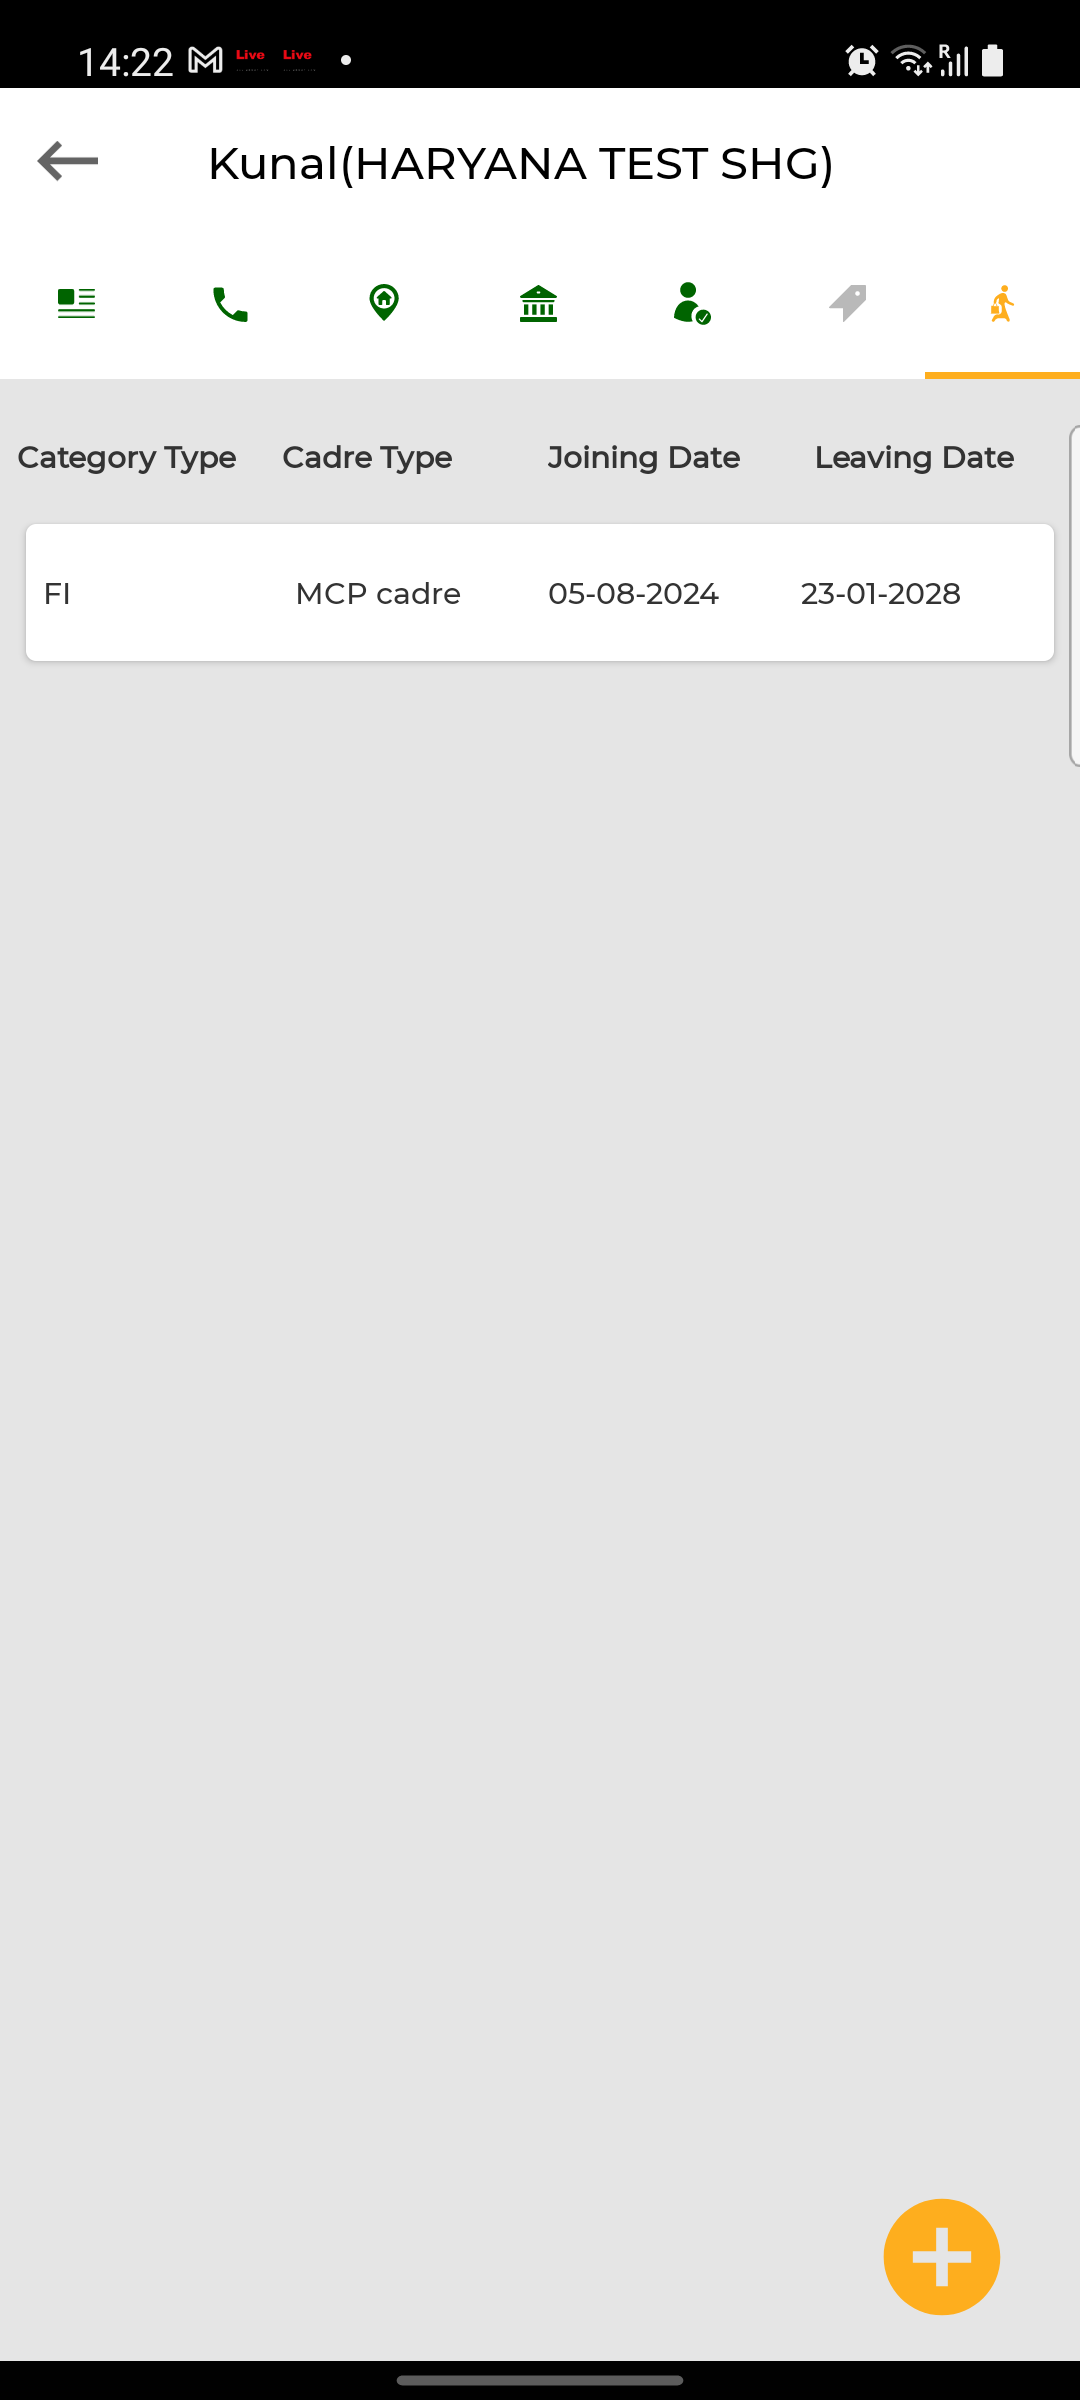 14:22 Live Live R
Kunal(HARYANA TEST SHG)
Category Type Cadre Type Joining Date Leaving Date
FI MCP cadre 05-08-2024 23-01-2028